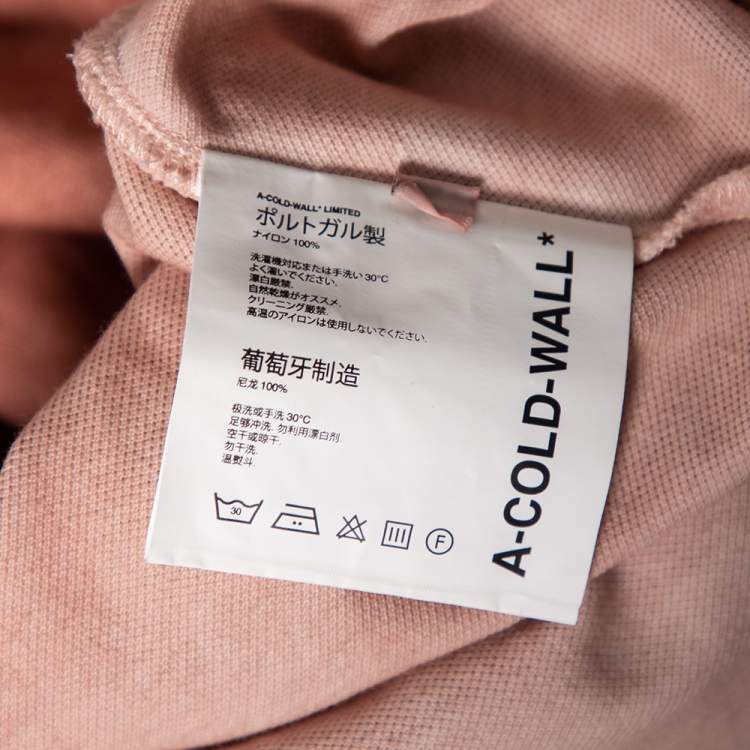 A-COLD-WALL* LIMITED
ポルトガル製
ナイロン 100%
洗濯機対応または手洗い 30°C
よく濯いでください.
漂白厳禁.
自然乾燥がオススメ.
クリーニング厳禁.
高温のアイロンは使用しないでください.
葡萄牙制造
尼龙 100%
极洗或手洗 30°C
足够冲洗. 勿利用漂白剂.
空干或晾干.
勿干洗.
温熨斗.
30
F
A-COLD-WALL*